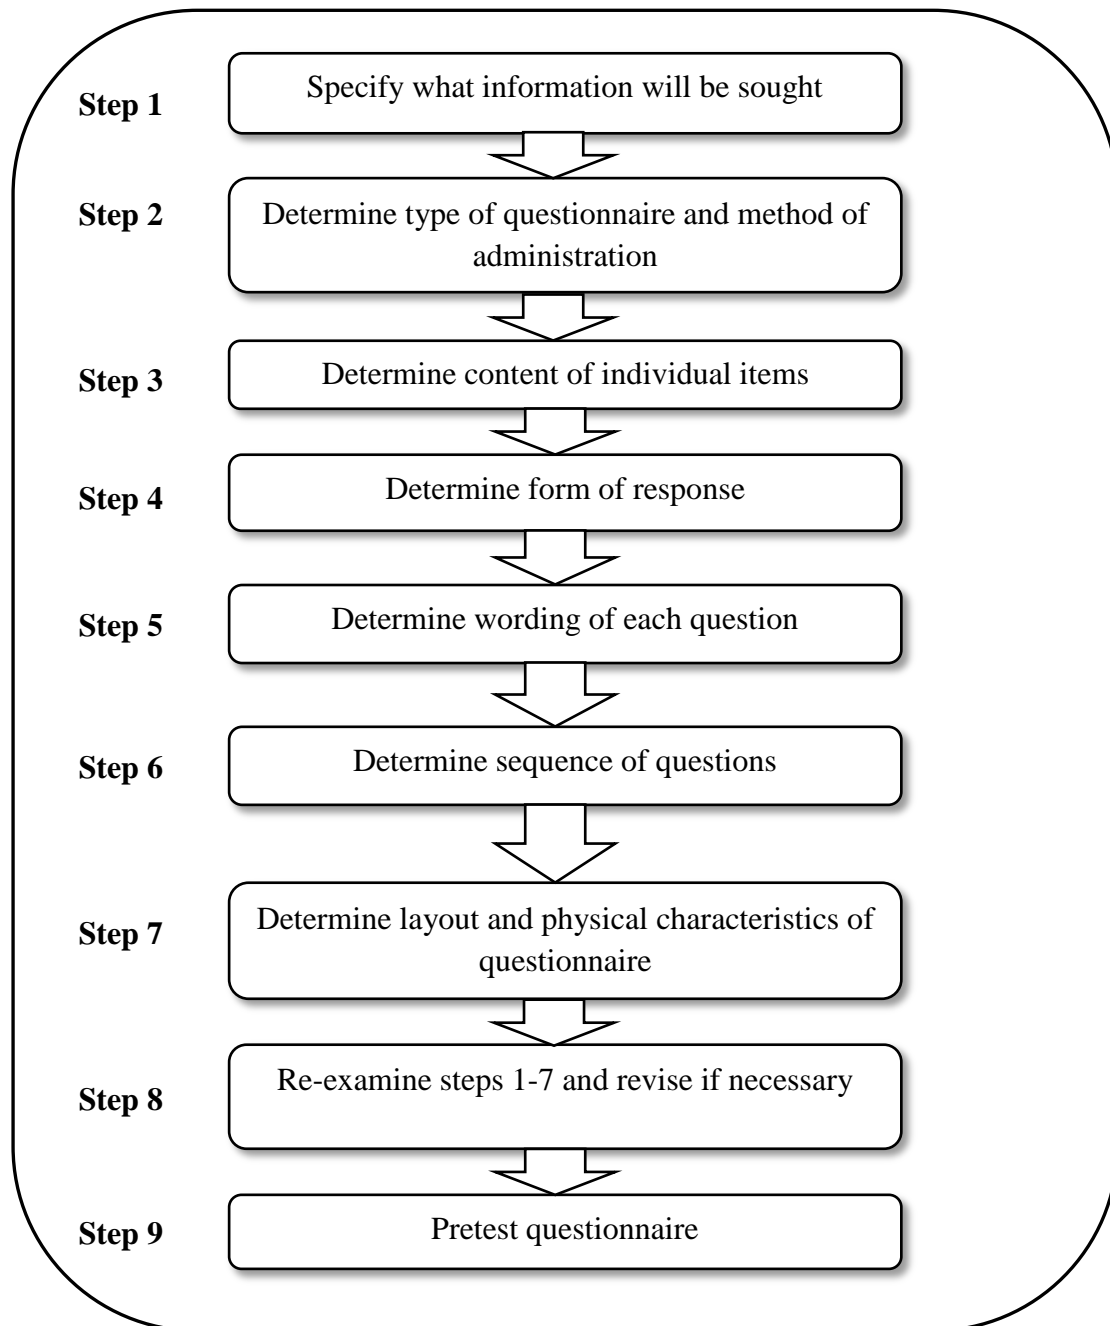 Step 1
Specify what information will be sought
Step 2
Determine type of questionnaire and method of
administration
Step 3
Determine content of individual items
Step 4
Determine form of response
Step 5
Determine wording of each question
Step 6
Determine sequence of questions
Step 7
Determine layout and physical characteristics of
questionnaire
Step 8
Re-examine steps 1-7 and revise if necessary
Step 9
Pretest questionnaire